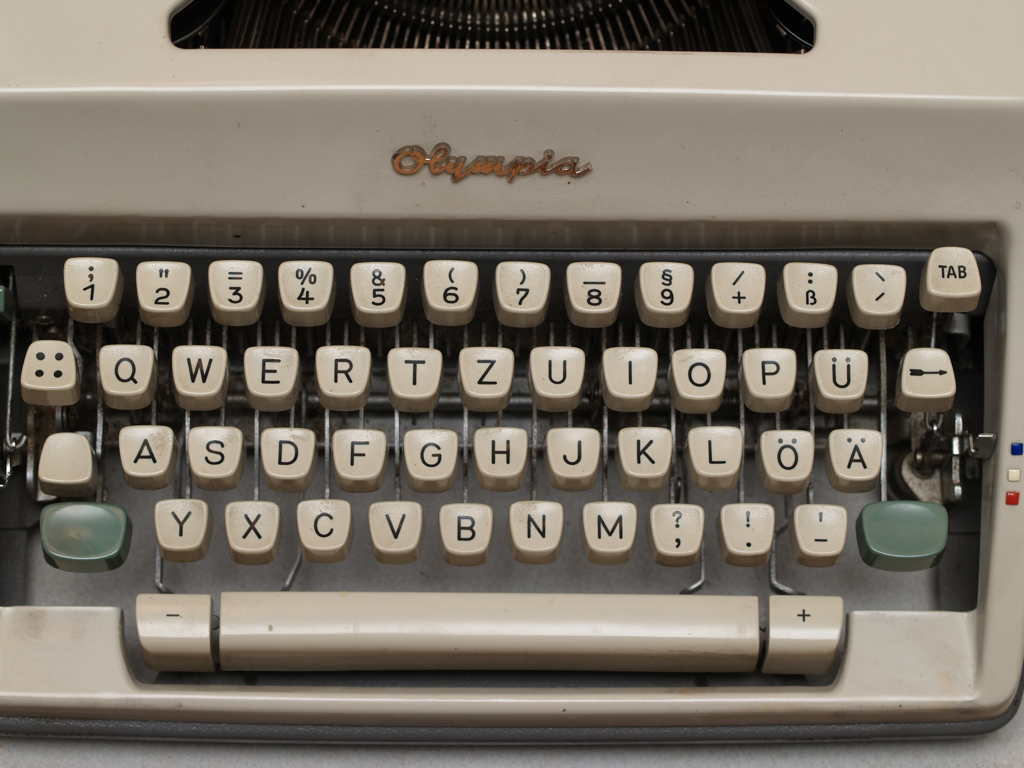 Olympia
; " = % & ( ) _ § / : `
1 2 3 4 5 6 7 8 9 + ß ´ TAB
Q W E R T Z U I O P Ü
A S D F G H J K L Ö Ä
Y X C V B N M ? ! '
, . -
− +